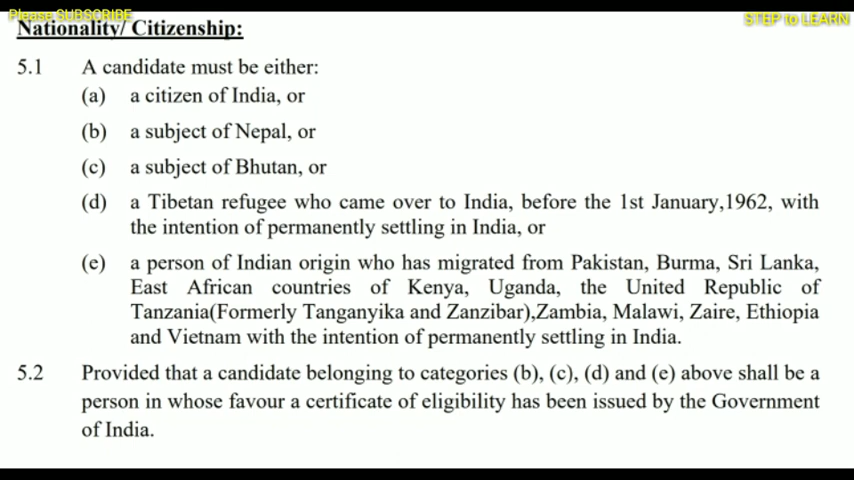 Please SUBSCRIBE
STEP to LEARN
Nationality/ Citizenship:
5.1 A candidate must be either:
(a) a citizen of India, or
(b) a subject of Nepal, or
(c) a subject of Bhutan, or
(d) a Tibetan refugee who came over to India, before the 1st January,1962, with
the intention of permanently settling in India, or
(e) a person of Indian origin who has migrated from Pakistan, Burma, Sri Lanka,
East African countries of Kenya, Uganda, the United Republic of
Tanzania(Formerly Tanganyika and Zanzibar),Zambia, Malawi, Zaire, Ethiopia
and Vietnam with the intention of permanently settling in India.
5.2 Provided that a candidate belonging to categories (b), (c), (d) and (e) above shall be a
person in whose favour a certificate of eligibility has been issued by the Government
of India.